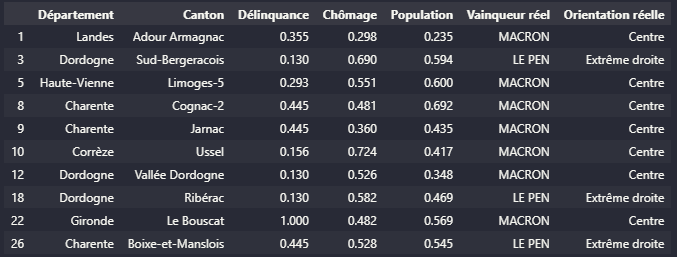 Département Canton Délinquance Chômage Population Vainqueur réel Orientation réelle
1 Landes Adour Armagnac 0.355 0.298 0.235 MACRON Centre
3 Dordogne Sud-Bergeracois 0.130 0.690 0.594 LE PEN Extrême droite
5 Haute-Vienne Limoges-5 0.293 0.551 0.600 MACRON Centre
8 Charente Cognac-2 0.445 0.481 0.692 MACRON Centre
9 Charente Jarnac 0.445 0.360 0.435 MACRON Centre
10 Corrèze Ussel 0.156 0.724 0.417 MACRON Centre
12 Dordogne Vallée Dordogne 0.130 0.526 0.348 MACRON Centre
18 Dordogne Ribérac 0.130 0.582 0.469 LE PEN Extrême droite
22 Gironde Le Bouscat 1.000 0.482 0.569 MACRON Centre
26 Charente Boixe-et-Manslois 0.445 0.528 0.545 LE PEN Extrême droite